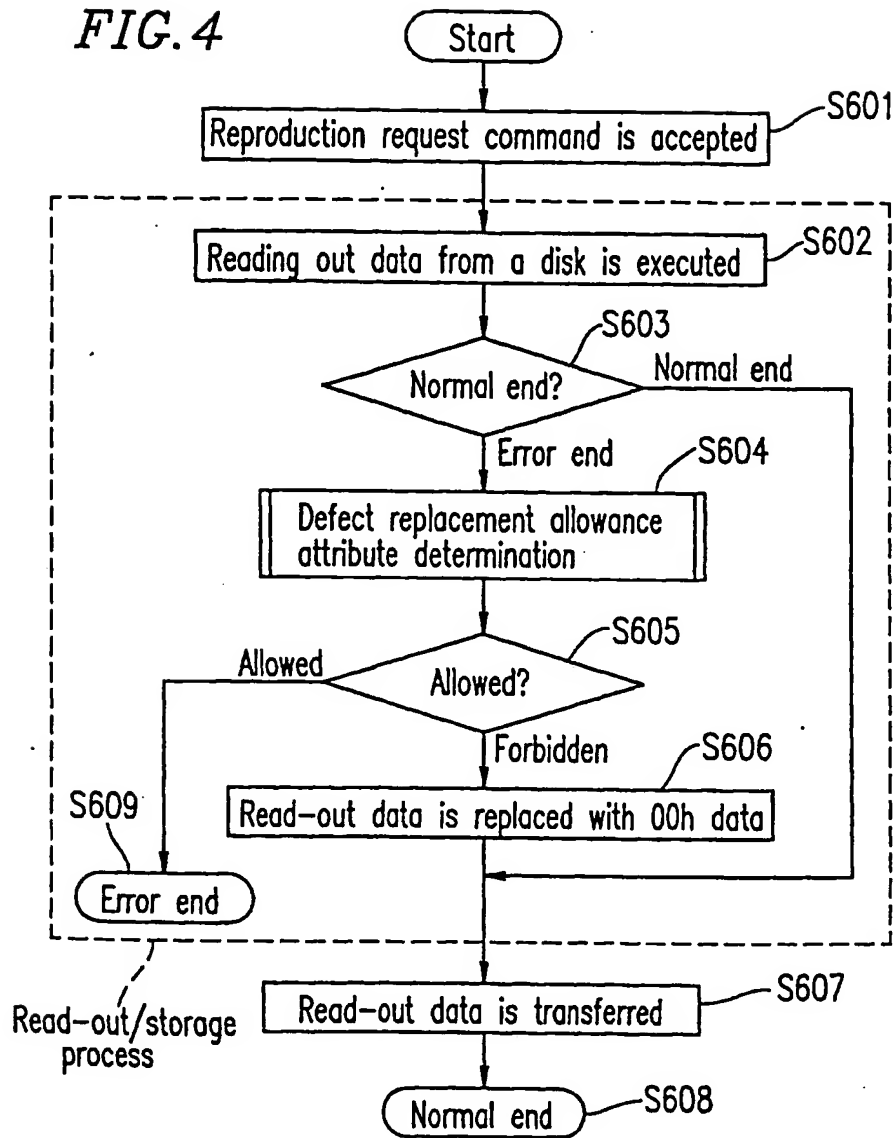 FIG. 4
Start
S601
Reproduction request command is accepted
S602
Reading out data from a disk is executed
S603
Normal end?
Normal end
Error end
S604
Defect replacement allowance
attribute determination
S605
Allowed
Allowed?
Forbidden
S606
Read-out data is replaced with 00h data
S609
Error end
S607
Read-out data is transferred
Read-out/storage
process
S608
Normal end